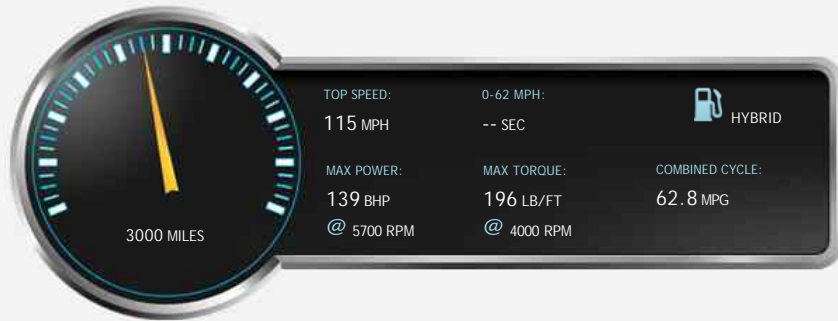 3000 MILES
TOP SPEED:
115 MPH
0-62 MPH:
-- SEC
HYBRID
MAX POWER:
139 BHP
@ 5700 RPM
MAX TORQUE:
196 LB/FT
@ 4000 RPM
COMBINED CYCLE:
62.8 MPG